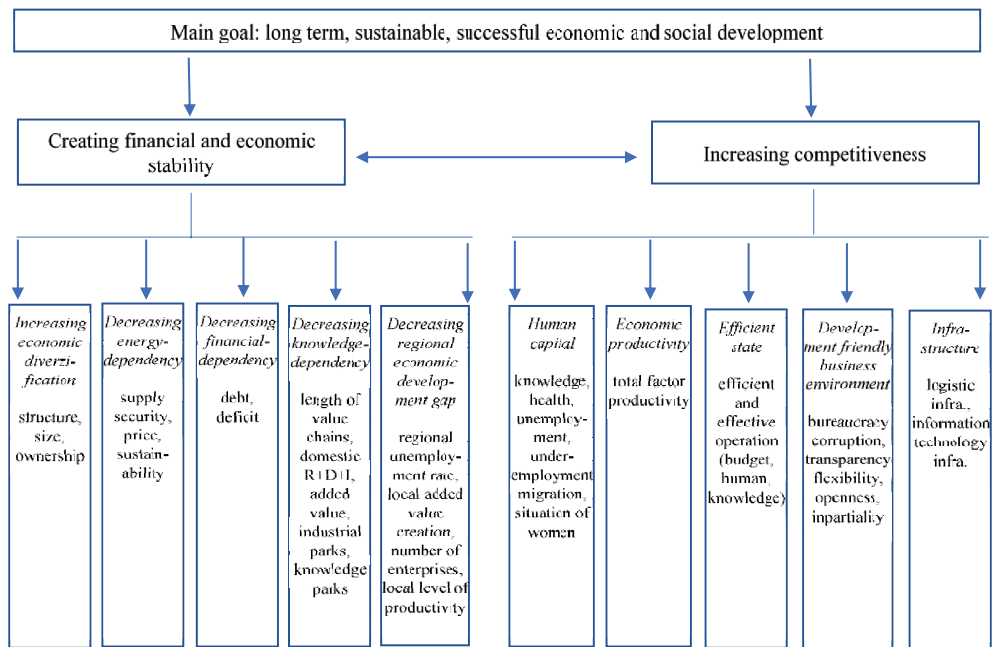 Main goal: long term, sustainable, successful economic and social development
Creating financial and economic
stability
Increasing competitiveness
Increasing
economic
diverzi-
fication
structure,
size,
ownership
Decreasing
energy-
dependency
supply
security,
price,
sustain-
ability
Decreasing
financial-
dependency
debt,
deficit
Decreasing
knowledge-
dependency
length of
value
chains,
domestic
R+D+I,
added
value,
industrial
parks,
knowledge
parks
Decreasing
regional
economic
develop-
ment gap
regional
unemploy-
ment rate,
local added
value
creation,
number of
enterprises,
local level of
productivity
Human
capital
knowledge,
health,
unemploy-
ment,
under-
employment
migration,
situation of
women
Economic
productivity
total factor
productivity
Efficient
state
efficient
and
effective
operation
(budget,
human,
knowledge)
Develop-
ment friendly
business
environment
bureaucracy
corruption,
transparency
flexibility,
openness,
inpartiality
Infra-
structure
logistic
infra.,
information
technology
infra.